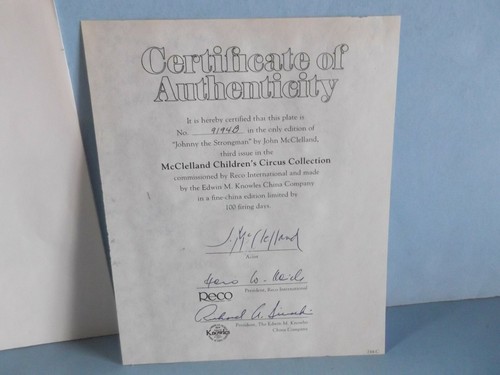 Certificate of
Authenticity
It is hereby certified that this plate is
No. 9194B in the only edition of
"Johnny the Strongman" by John McClelland,
third issue in the
McClelland Children's Circus Collection
commissioned by Reco International and made
by the Edwin M. Knowles China Company
in a fine-china edition limited by
100 firing days.
J. McClelland
Artist
President, Reco International
RECO
President, The Edwin M. Knowles
China Company
Knowles